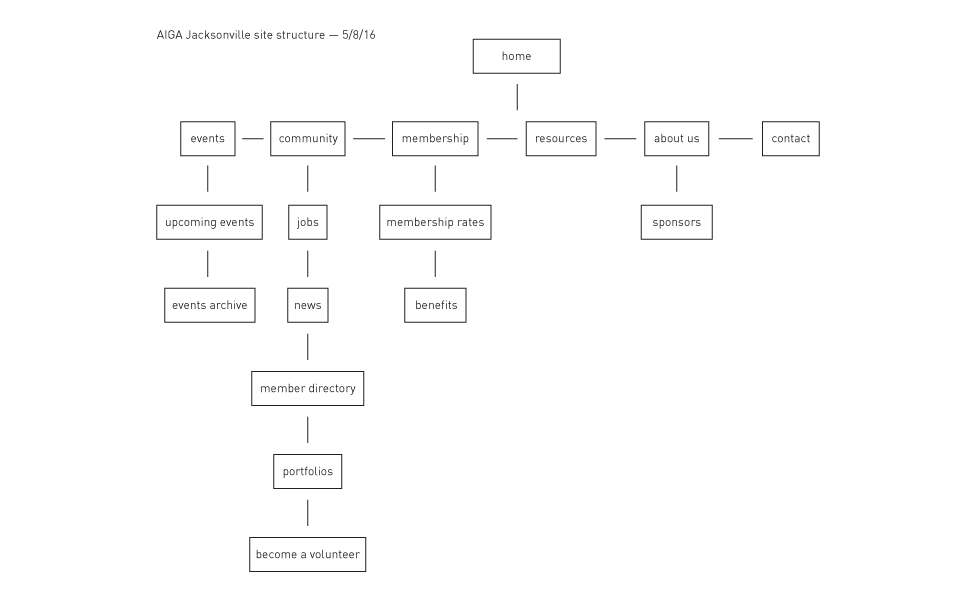 AIGA Jacksonville site structure — 5/8/16
home
events
community
membership
resources
about us
contact
upcoming events
jobs
membership rates
sponsors
events archive
news
benefits
member directory
portfolios
become a volunteer